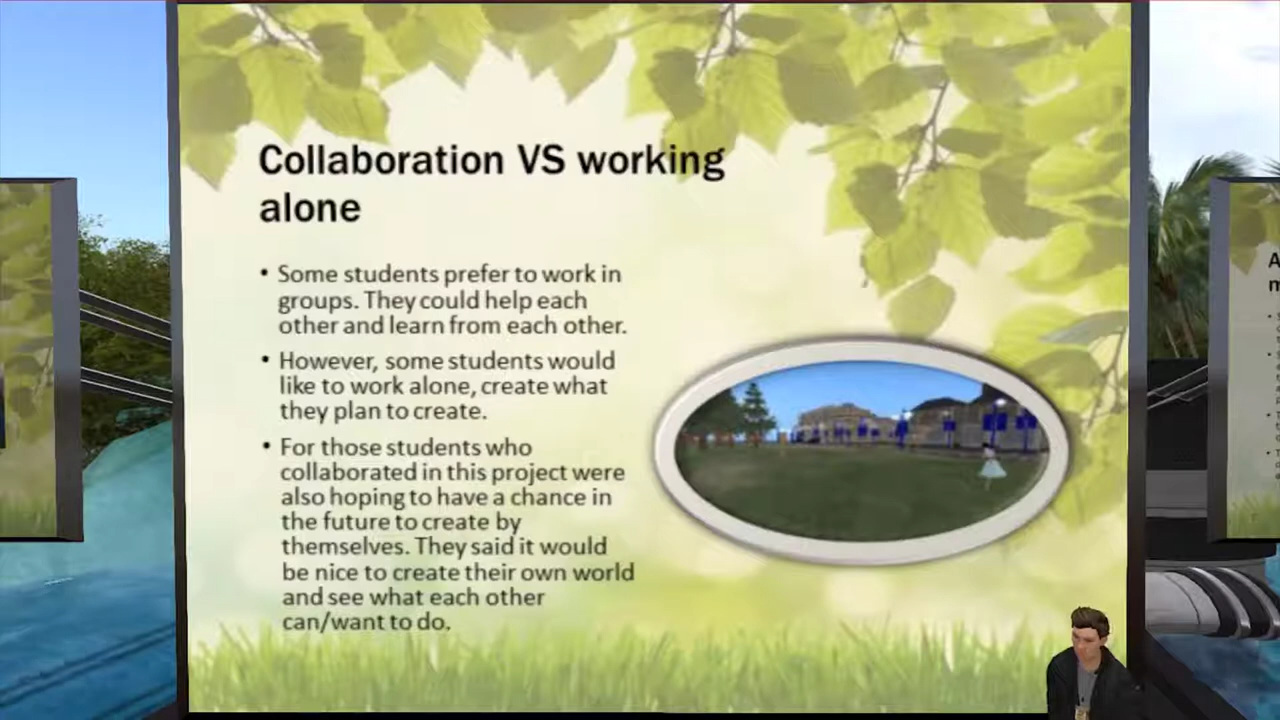 Collaboration VS working
alone
• Some students prefer to work in
groups. They could help each
other and learn from each other.
• However, some students would
like to work alone, create what
they plan to create.
• For those students who
collaborated in this project were
also hoping to have a chance in
the future to create by
themselves. They said it would
be nice to create their own world
and see what each other
can/want to do.